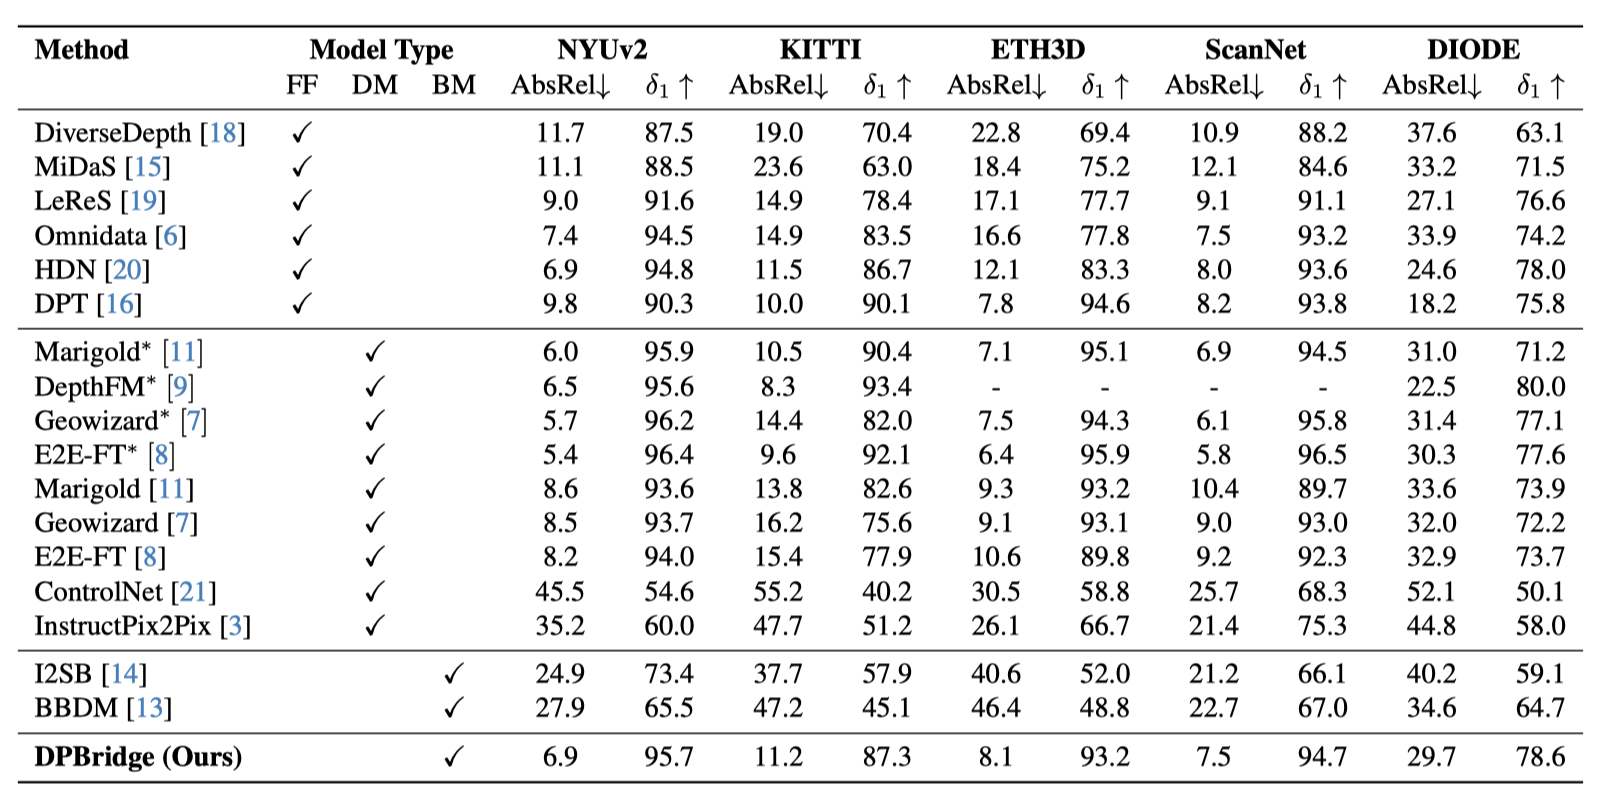 Method Model Type NYUv2 KITTI ETH3D ScanNet DIODE
FF DM BM AbsRel↓ δ₁ ↑ AbsRel↓ δ₁ ↑ AbsRel↓ δ₁ ↑ AbsRel↓ δ₁ ↑ AbsRel↓ δ₁ ↑
DiverseDepth [18] ✓ 11.7 87.5 19.0 70.4 22.8 69.4 10.9 88.2 37.6 63.1
MiDaS [15] ✓ 11.1 88.5 23.6 63.0 18.4 75.2 12.1 84.6 33.2 71.5
LeReS [19] ✓ 9.0 91.6 14.9 78.4 17.1 77.7 9.1 91.1 27.1 76.6
Omnidata [6] ✓ 7.4 94.5 14.9 83.5 16.6 77.8 7.5 93.2 33.9 74.2
HDN [20] ✓ 6.9 94.8 11.5 86.7 12.1 83.3 8.0 93.6 24.6 78.0
DPT [16] ✓ 9.8 90.3 10.0 90.1 7.8 94.6 8.2 93.8 18.2 75.8
Marigold* [11] ✓ 6.0 95.9 10.5 90.4 7.1 95.1 6.9 94.5 31.0 71.2
DepthFM* [9] ✓ 6.5 95.6 8.3 93.4 - - - - 22.5 80.0
Geowizard* [7] ✓ 5.7 96.2 14.4 82.0 7.5 94.3 6.1 95.8 31.4 77.1
E2E-FT* [8] ✓ 5.4 96.4 9.6 92.1 6.4 95.9 5.8 96.5 30.3 77.6
Marigold [11] ✓ 8.6 93.6 13.8 82.6 9.3 93.2 10.4 89.7 33.6 73.9
Geowizard [7] ✓ 8.5 93.7 16.2 75.6 9.1 93.1 9.0 93.0 32.0 72.2
E2E-FT [8] ✓ 8.2 94.0 15.4 77.9 10.6 89.8 9.2 92.3 32.9 73.7
ControlNet [21] ✓ 45.5 54.6 55.2 40.2 30.5 58.8 25.7 68.3 52.1 50.1
InstructPix2Pix [3] ✓ 35.2 60.0 47.7 51.2 26.1 66.7 21.4 75.3 44.8 58.0
I2SB [14] ✓ 24.9 73.4 37.7 57.9 40.6 52.0 21.2 66.1 40.2 59.1
BBDM [13] ✓ 27.9 65.5 47.2 45.1 46.4 48.8 22.7 67.0 34.6 64.7
DPBridge (Ours) ✓ 6.9 95.7 11.2 87.3 8.1 93.2 7.5 94.7 29.7 78.6